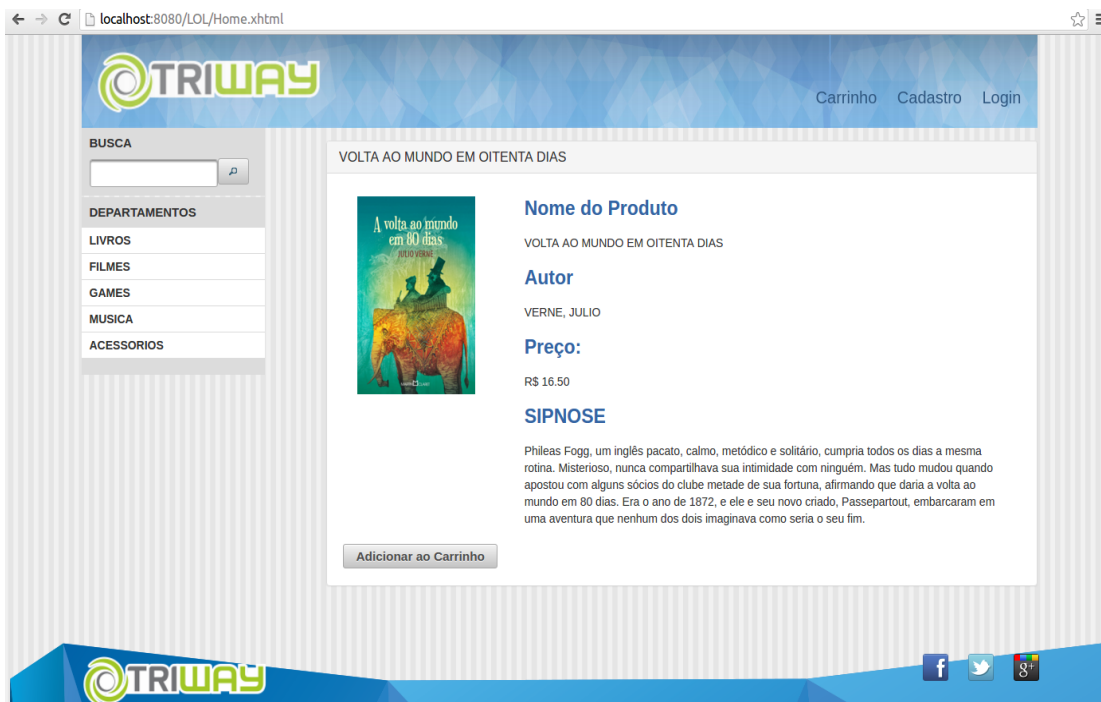 localhost:8080/LOL/Home.xhtml
TRIWAY
Carrinho Cadastro Login
BUSCA
DEPARTAMENTOS
LIVROS
FILMES
GAMES
MUSICA
ACESSORIOS
VOLTA AO MUNDO EM OITENTA DIAS
A volta ao mundo
em 80 dias
JULIO VERNE
Nome do Produto
VOLTA AO MUNDO EM OITENTA DIAS
Autor
VERNE, JULIO
Preço:
R$ 16.50
SIPNOSE
Phileas Fogg, um inglês pacato, calmo, metódico e solitário, cumpria todos os dias a mesma
rotina. Misterioso, nunca compartilhava sua intimidade com ninguém. Mas tudo mudou quando
apostou com alguns sócios do clube metade de sua fortuna, afirmando que daria a volta ao
mundo em 80 dias. Era o ano de 1872, e ele e seu novo criado, Passepartout, embarcaram em
uma aventura que nenhum dos dois imaginava como seria o seu fim.
Adicionar ao Carrinho
TRIWAY
f
g+